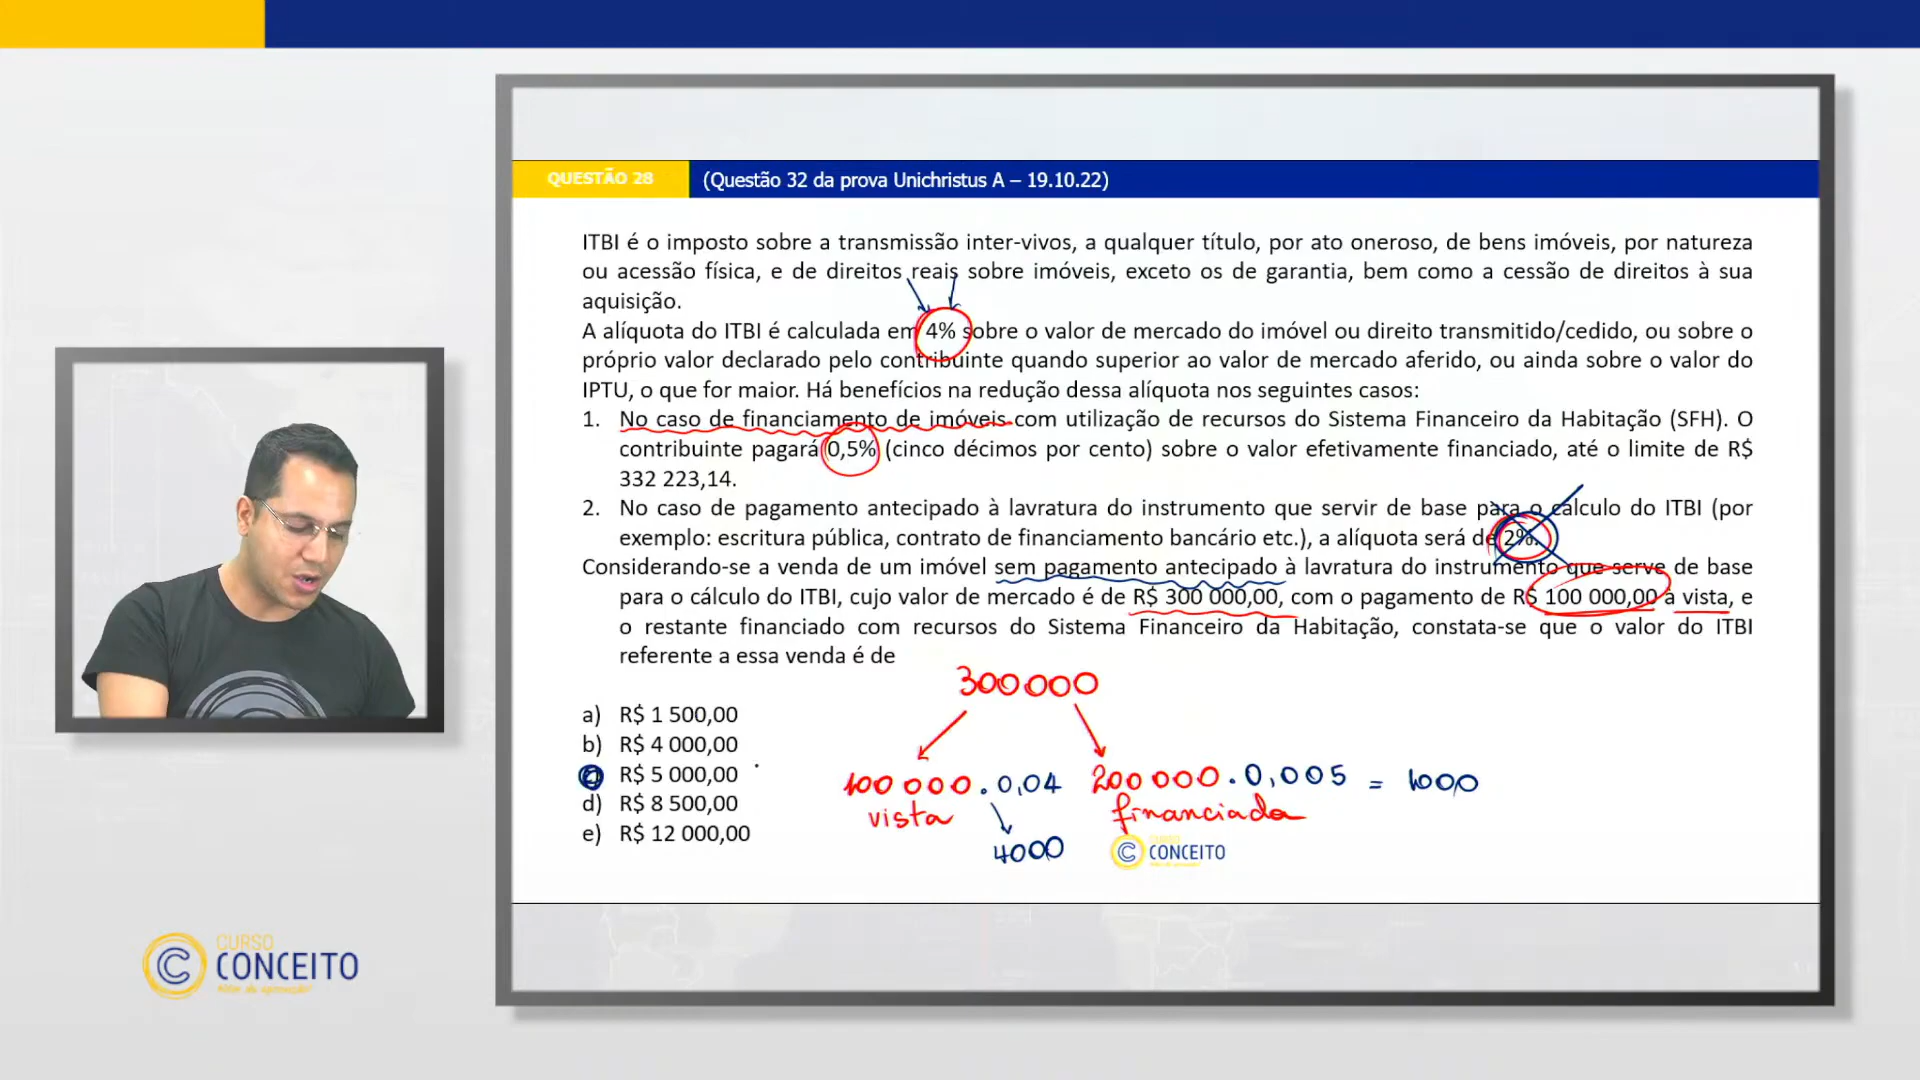 QUESTÃO 28
(Questão 32 da prova Unichristus A – 19.10.22)
ITBI é o imposto sobre a transmissão inter-vivos, a qualquer título, por ato oneroso, de bens imóveis, por natureza
ou acessão física, e de direitos reais sobre imóveis, exceto os de garantia, bem como a cessão de direitos à sua
aquisição.
A alíquota do ITBI é calculada em 4% sobre o valor de mercado do imóvel ou direito transmitido/cedido, ou sobre o
próprio valor declarado pelo contribuinte quando superior ao valor de mercado aferido, ou ainda sobre o valor do
IPTU, o que for maior. Há benefícios na redução dessa alíquota nos seguintes casos:
1. No caso de financiamento de imóveis com utilização de recursos do Sistema Financeiro da Habitação (SFH). O
contribuinte pagará 0,5% (cinco décimos por cento) sobre o valor efetivamente financiado, até o limite de R$
332 223,14.
2. No caso de pagamento antecipado à lavratura do instrumento que servir de base para o cálculo do ITBI (por
exemplo: escritura pública, contrato de financiamento bancário etc.), a alíquota será de 2%.
Considerando-se a venda de um imóvel sem pagamento antecipado à lavratura do instrumento que serve de base
para o cálculo do ITBI, cujo valor de mercado é de R$ 300 000,00, com o pagamento de R$ 100 000,00 à vista, e
o restante financiado com recursos do Sistema Financeiro da Habitação, constata-se que o valor do ITBI
referente a essa venda é de
300000
a) R$ 1 500,00
b) R$ 4 000,00
R$ 5 000,00
d) R$ 8 500,00
e) R$ 12 000,00
100 000 . 0,04
vista
4000
200 000 . 0,005 = 1000
financiado
CONCEITO
CURSO
CONCEITO